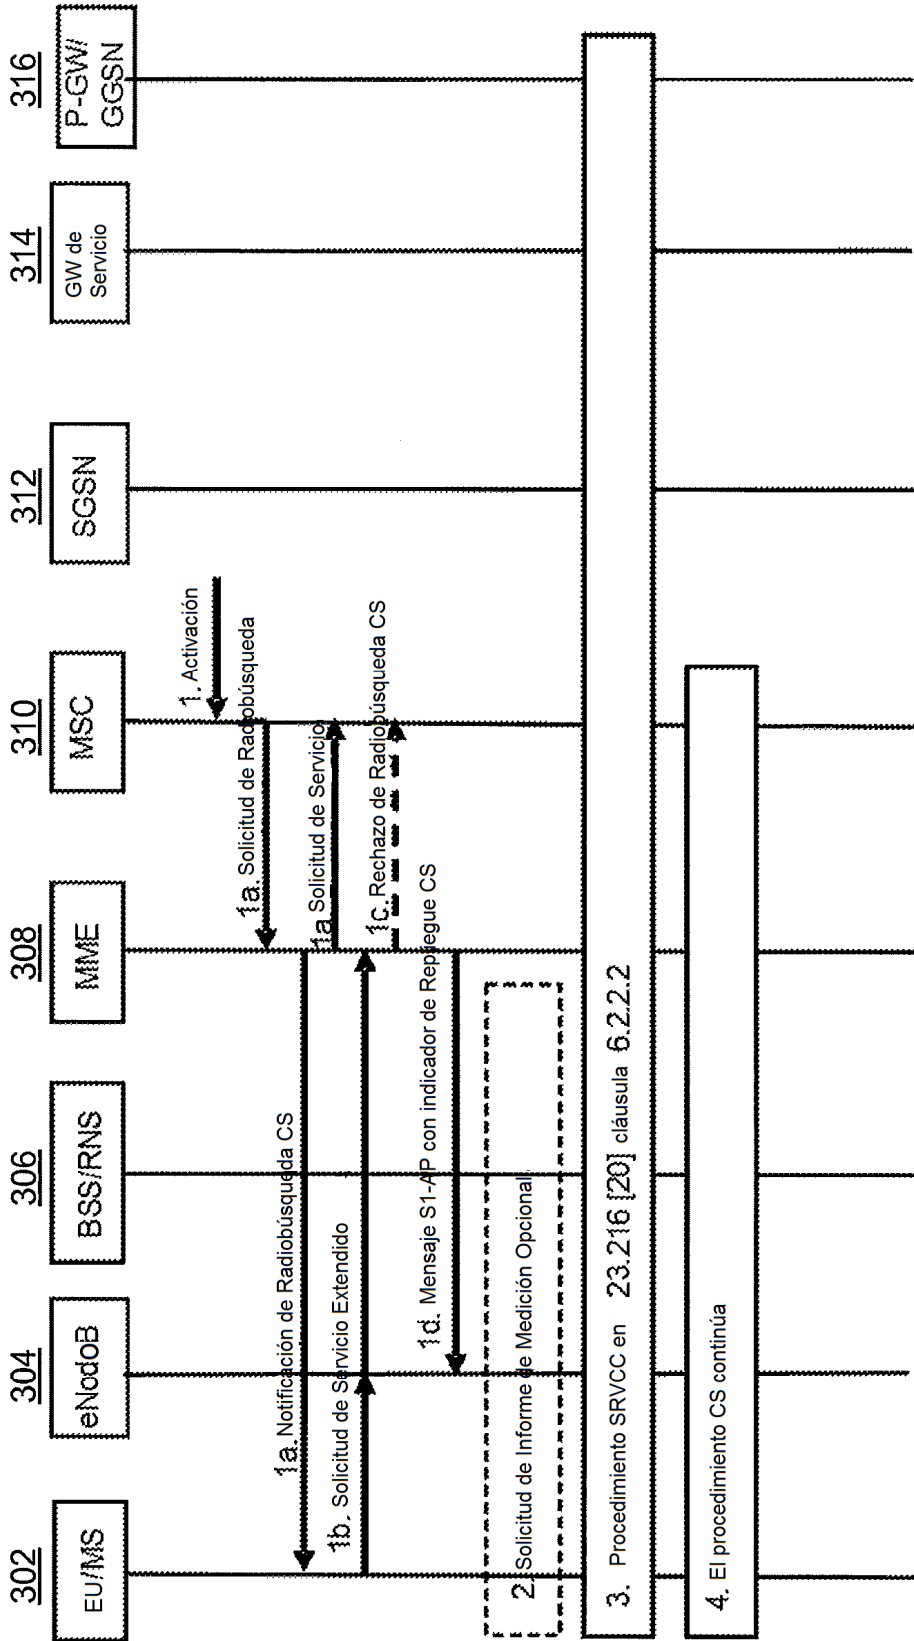 302
304
306
308
310
312
314
316
EU/MS
eNodoB
BSS/RNS
MME
MSC
SGSN
GW de
Servicio
P-GW/
GGSN
1. Activación
1a. Solicitud de Radiobúsqueda
1a. Notificación de Radiobúsqueda CS
1a. Solicitud de Servicio
1b. Solicitud de Servicio Extendido
1c. Rechazo de Radiobúsqueda CS
1d. Mensaje S1-AP con indicador de Repliegue CS
2. Solicitud de Informe de Medición Opcional
3. Procedimiento SRVCC en 23.216 [20] cláusula 6.2.2.2
4. El procedimiento CS continúa